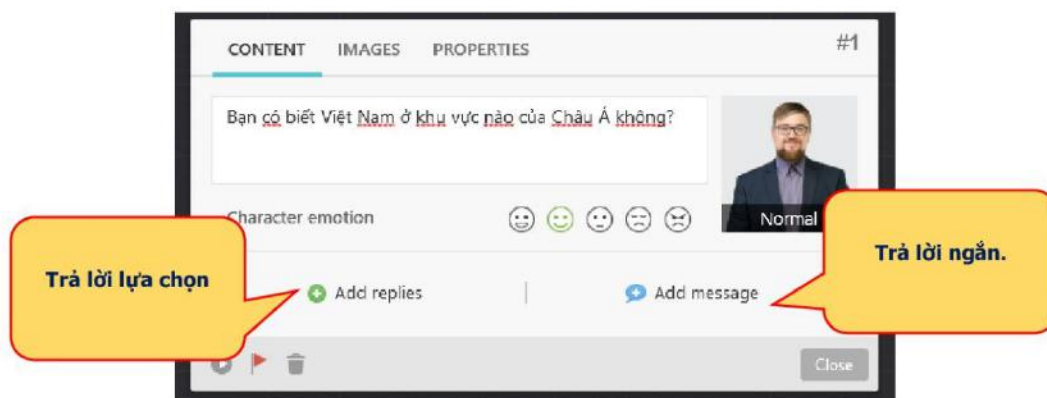 CONTENT IMAGES PROPERTIES #1
Bạn có biết Việt Nam ở khu vực nào của Châu Á không?
Character emotion
Normal
Trả lời lựa chọn
Trả lời ngắn.
Add replies | Add message
Close